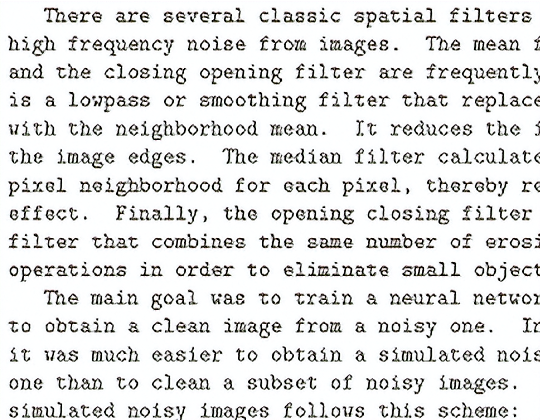 There are several classic spatial filters
high frequency noise from images. The mean f
and the closing opening filter are frequently
is a lowpass or smoothing filter that replace
with the neighborhood mean. It reduces the i
the image edges. The median filter calculate
pixel neighborhood for each pixel, thereby re
effect. Finally, the opening closing filter
filter that combines the same number of erosi
operations in order to eliminate small object
The main goal was to train a neural networ
to obtain a clean image from a noisy one. In
it was much easier to obtain a simulated nois
one than to clean a subset of noisy images.
simulated noisy images follows this scheme: